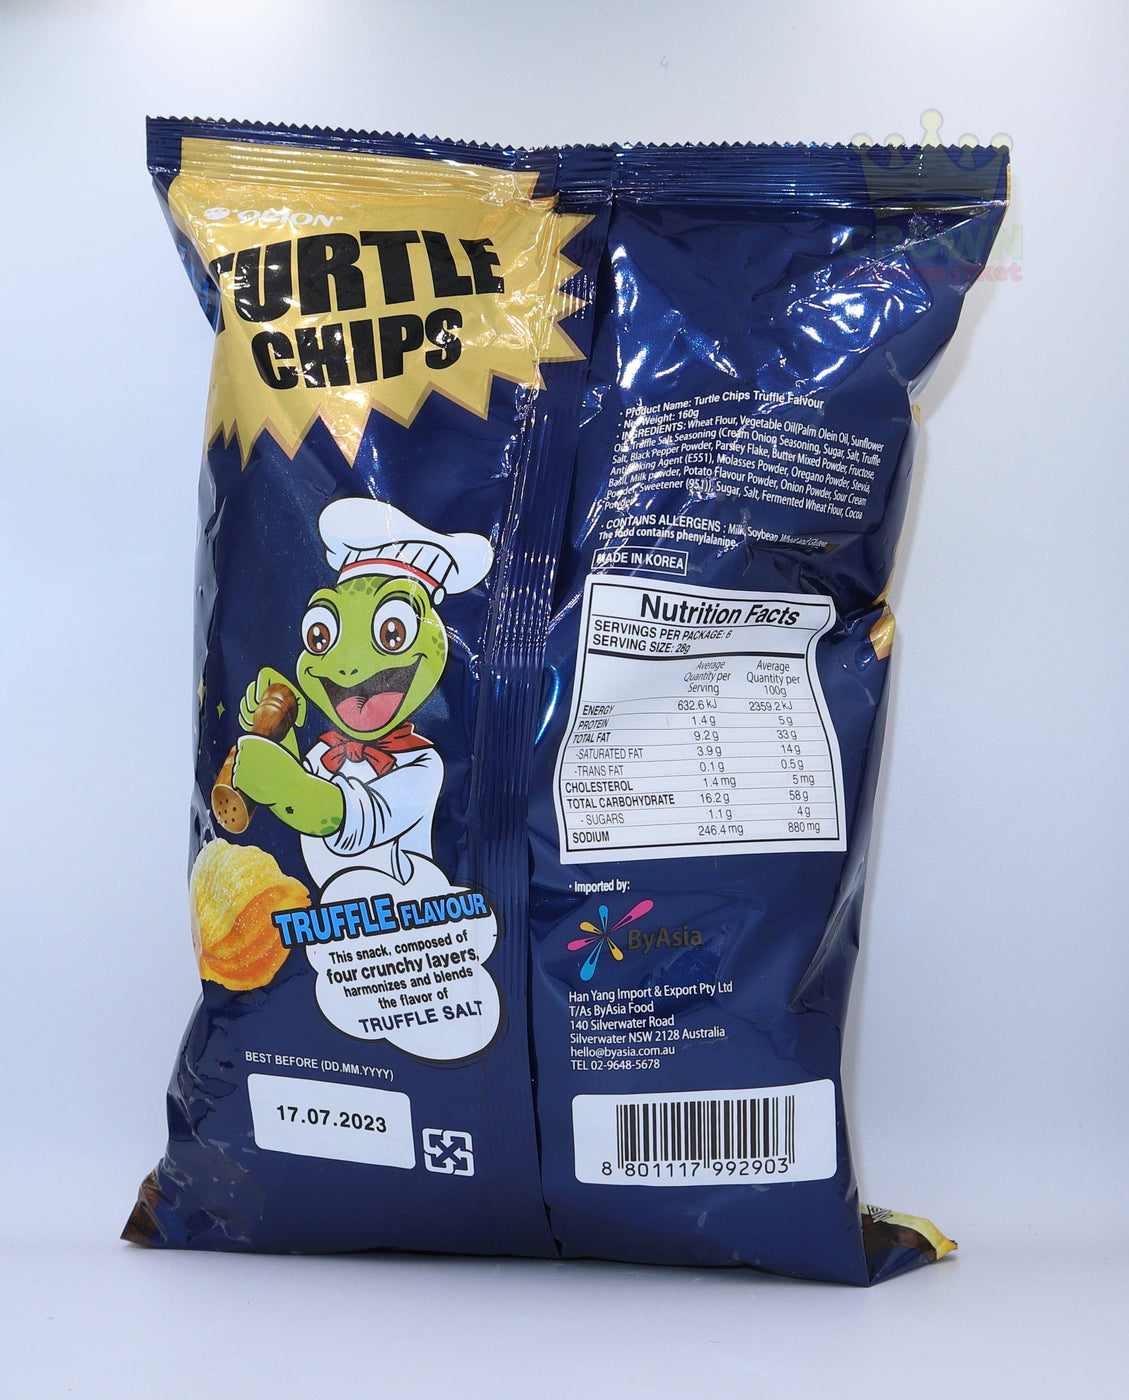 ORION
TURTLE
CHIPS
TRUFFLE FLAVOUR
This snack, composed of
four crunchy layers,
harmonizes and blends
the flavor of
TRUFFLE SALT
BEST BEFORE (DD.MM.YYYY)
17.07.2023
CROWN
supermarket
· Product Name: Turtle Chips Truffle Falvour
· Net Weight: 160g
· INGREDIENTS: Wheat Flour, Vegetable Oil(Palm Olein Oil, Sunflower
Oil), Truffle Salt Seasoning (Cream Onion Seasoning, Sugar, Salt, Truffle
Salt, Black Pepper Powder, Parsley Flake, Butter Mixed Powder, Fructose,
Anti Caking Agent (E551), Molasses Powder, Oregano Powder, Stevia,
Basil, Milk powder, Potato Flavour Powder, Onion Powder, Sour Cream
Powder, Sweetener (951)), Sugar, Salt, Fermented Wheat Flour, Cocoa
Powder
· CONTAINS ALLERGENS : Milk, Soybean, Wheat and Gluten
The food contains phenylalanine.
MADE IN KOREA
Nutrition Facts
SERVINGS PER PACKAGE: 6
SERVING SIZE: 28g
Average Quantity per Serving Average Quantity per 100g
ENERGY 632.6 kJ 2359.2 kJ
PROTEIN 1.4 g 5 g
TOTAL FAT 9.2 g 33 g
-SATURATED FAT 3.9 g 14 g
-TRANS FAT 0.1 g 0.5 g
CHOLESTEROL 1.4 mg 5 mg
TOTAL CARBOHYDRATE 16.2 g 58 g
- SUGARS 1.1 g 4 g
SODIUM 246.4 mg 880 mg
· Imported by:
ByAsia
Han Yang Import & Export Pty Ltd
T/As ByAsia Food
140 Silverwater Road
Silverwater NSW 2128 Australia
hello@byasia.com.au
TEL 02-9648-5678
8 801117 992903